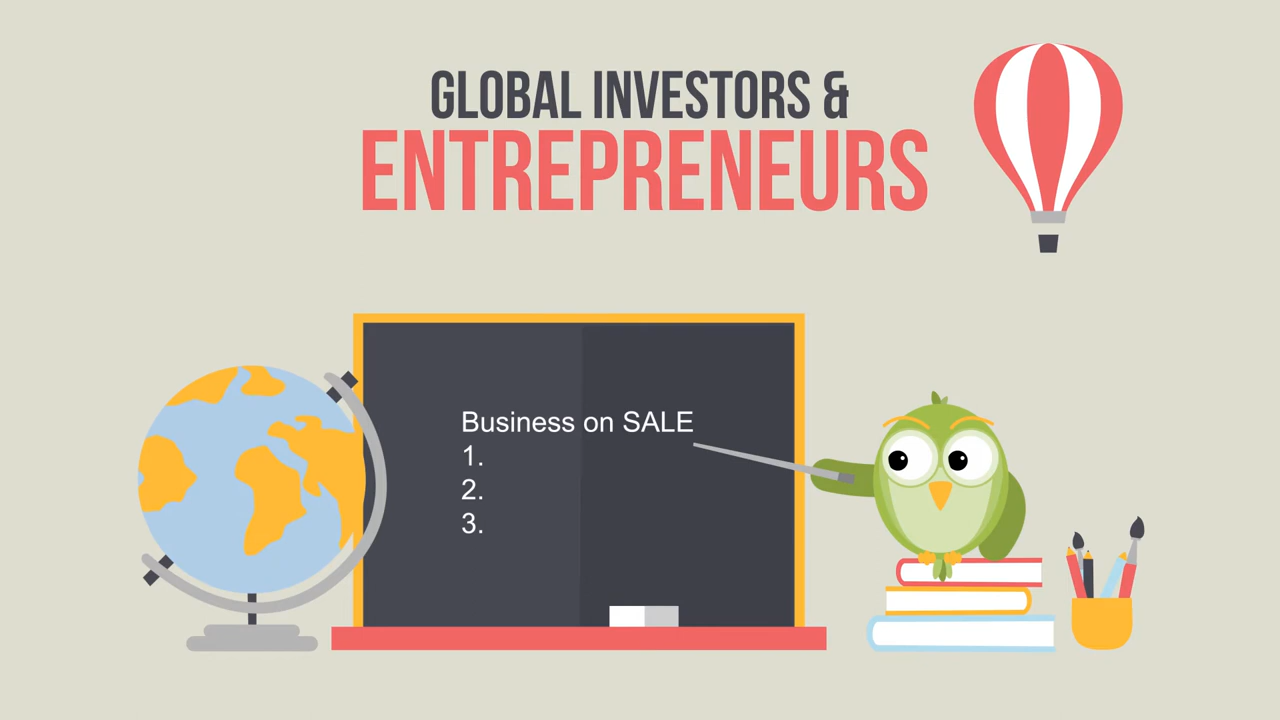 GLOBAL INVESTORS &
ENTREPRENEURS
Business on SALE
1.
2.
3.